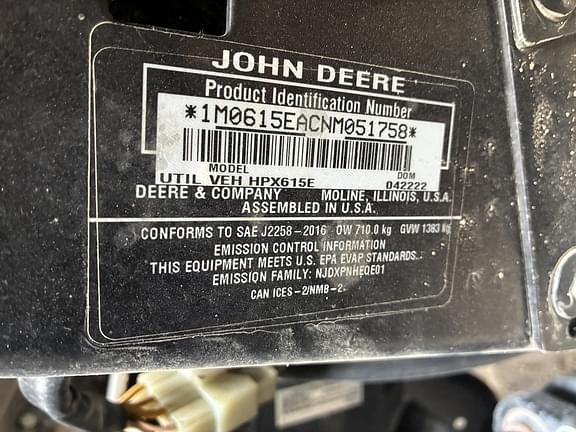 JOHN DEERE
Product Identification Number
*1M0615EACNM051758*
MODEL DOM
UTIL VEH HPX615E 042222
DEERE & COMPANY MOLINE, ILLINOIS, U.S.A.
ASSEMBLED IN U.S.A.
CONFORMS TO SAE J2258-2016 OW 710.0 kg GVW 1383 kg
EMISSION CONTROL INFORMATION
THIS EQUIPMENT MEETS U.S. EPA EVAP STANDARDS.
EMISSION FAMILY: NJDXPNHEQE01
CAN ICES-2/NMB-2